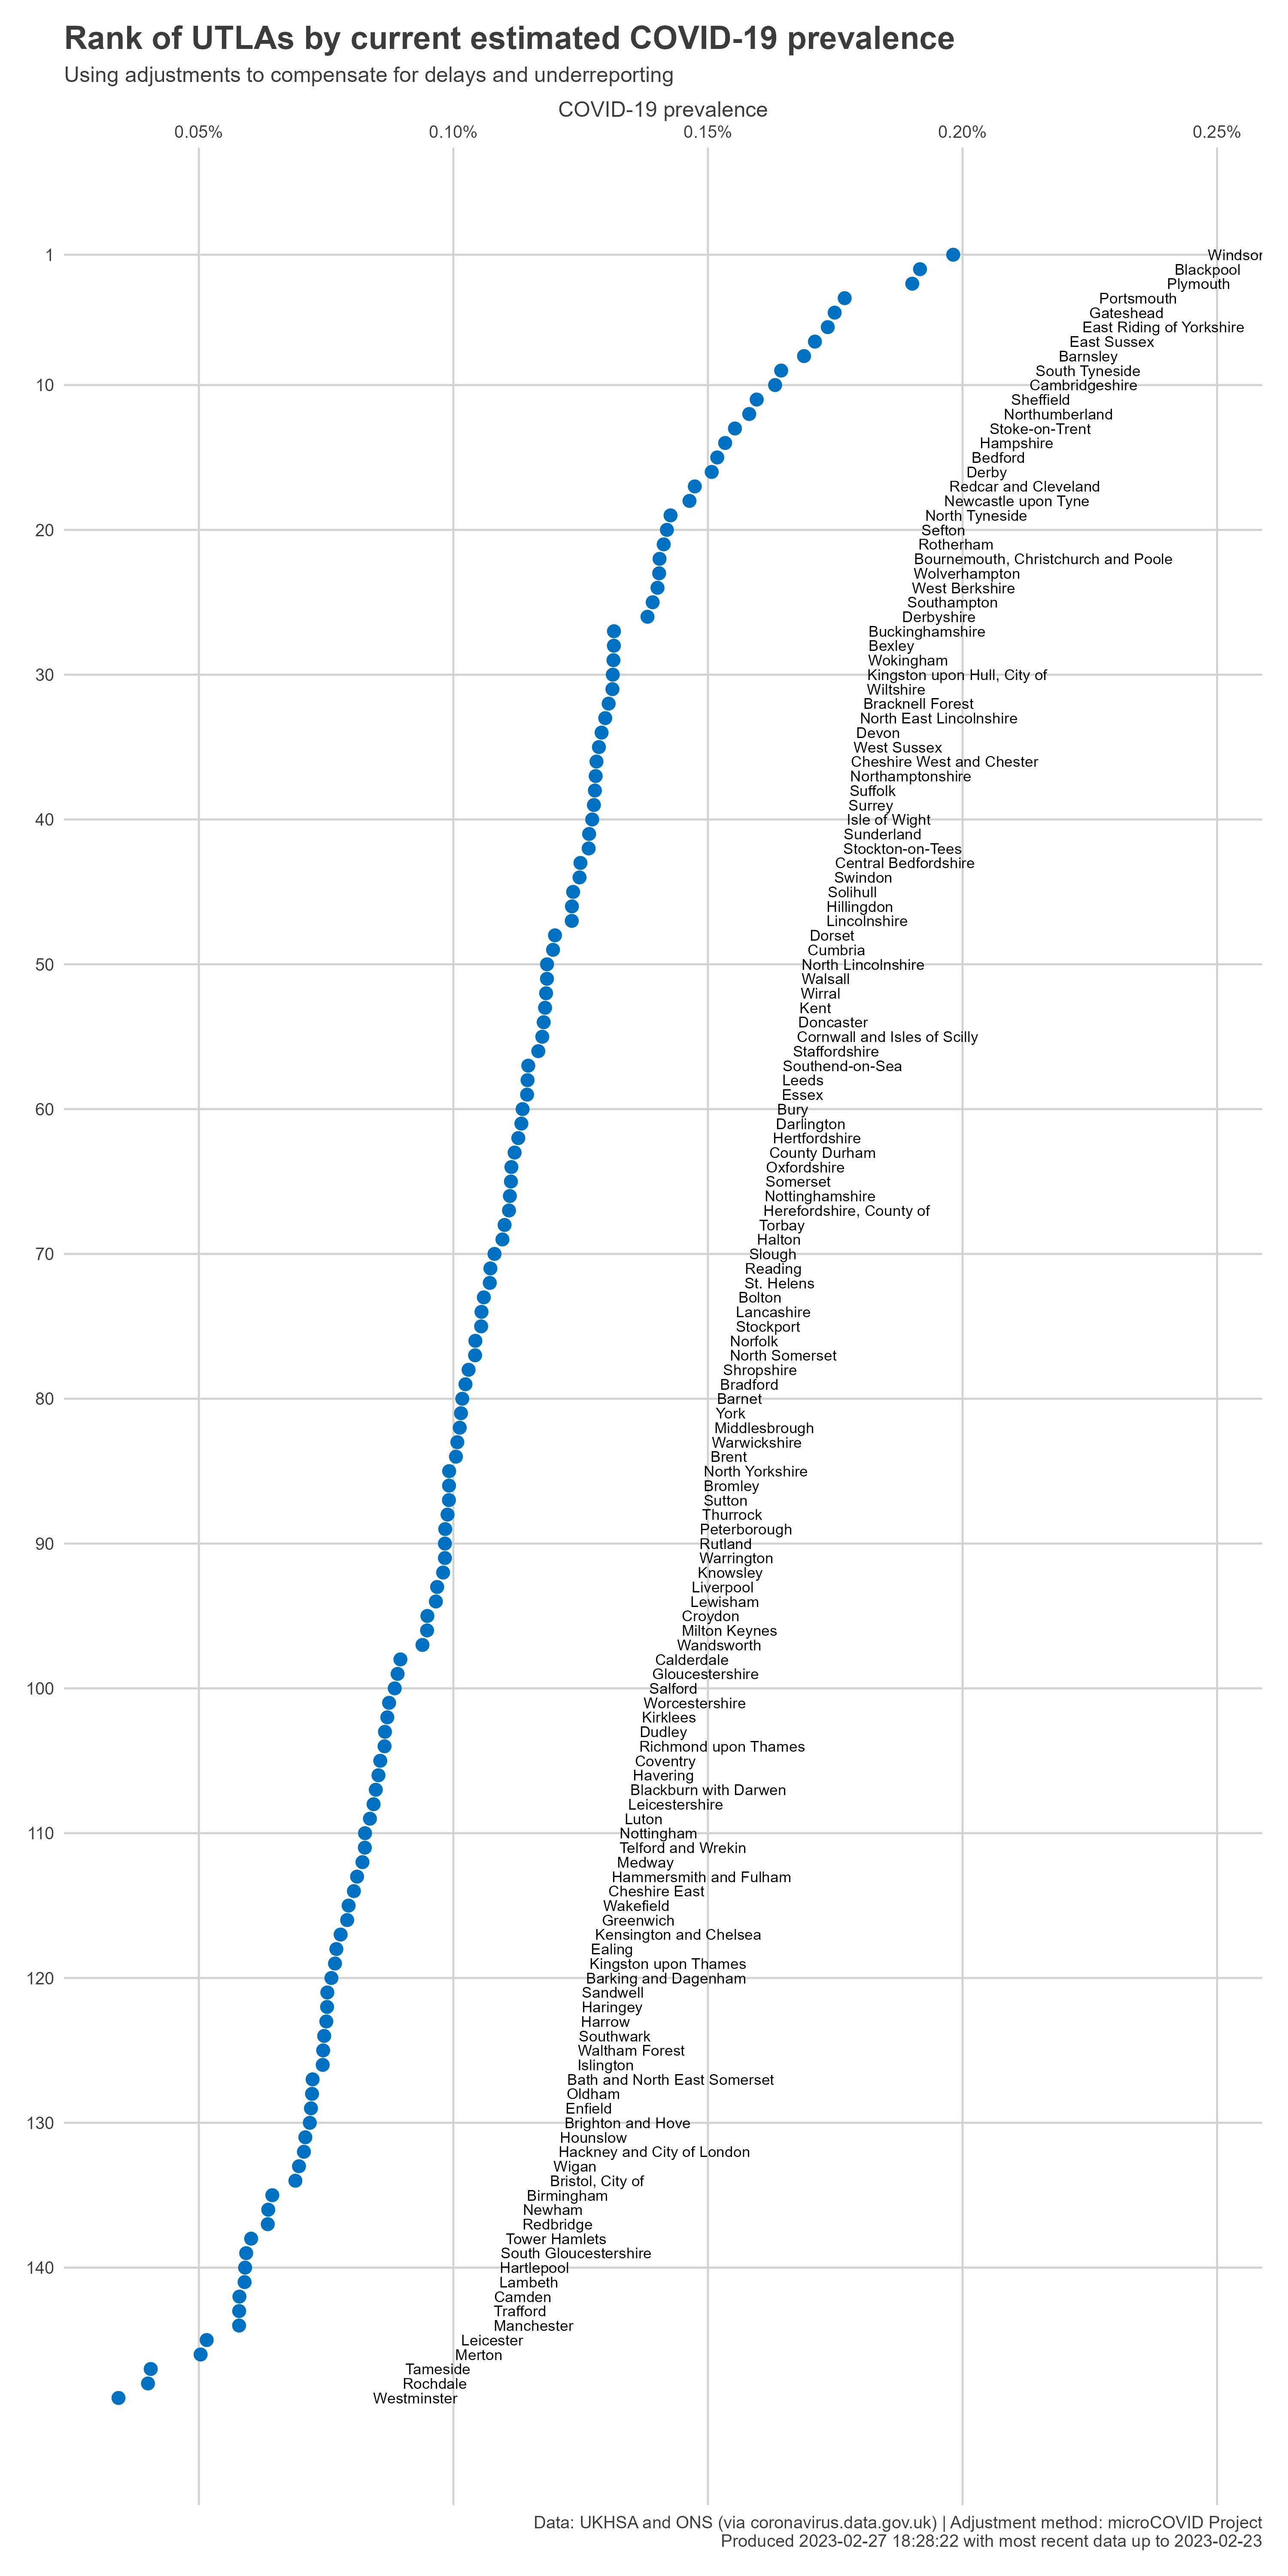 Rank of UTLAs by current estimated COVID-19 prevalence
Using adjustments to compensate for delays and underreporting
COVID-19 prevalence
0.05% 0.10% 0.15% 0.20% 0.25%
1 Windsor
Blackpool
Plymouth
Portsmouth
Gateshead
East Riding of Yorkshire
East Sussex
Barnsley
South Tyneside
10 Cambridgeshire
Sheffield
Northumberland
Stoke-on-Trent
Hampshire
Bedford
Derby
Redcar and Cleveland
Newcastle upon Tyne
North Tyneside
20 Sefton
Rotherham
Bournemouth, Christchurch and Poole
Wolverhampton
West Berkshire
Southampton
Derbyshire
Buckinghamshire
Bexley
Wokingham
30 Kingston upon Hull, City of
Wiltshire
Bracknell Forest
North East Lincolnshire
Devon
West Sussex
Cheshire West and Chester
Northamptonshire
Suffolk
Surrey
40 Isle of Wight
Sunderland
Stockton-on-Tees
Central Bedfordshire
Swindon
Solihull
Hillingdon
Lincolnshire
Dorset
Cumbria
50 North Lincolnshire
Walsall
Wirral
Kent
Doncaster
Cornwall and Isles of Scilly
Staffordshire
Southend-on-Sea
Leeds
Essex
60 Bury
Darlington
Hertfordshire
County Durham
Oxfordshire
Somerset
Nottinghamshire
Herefordshire, County of
Torbay
Halton
70 Slough
Reading
St. Helens
Bolton
Lancashire
Stockport
Norfolk
North Somerset
Shropshire
Bradford
80 Barnet
York
Middlesbrough
Warwickshire
Brent
North Yorkshire
Bromley
Sutton
Thurrock
Peterborough
90 Rutland
Warrington
Knowsley
Liverpool
Lewisham
Croydon
Milton Keynes
Wandsworth
Calderdale
Gloucestershire
100 Salford
Worcestershire
Kirklees
Dudley
Richmond upon Thames
Coventry
Havering
Blackburn with Darwen
Leicestershire
Luton
110 Nottingham
Telford and Wrekin
Medway
Hammersmith and Fulham
Cheshire East
Wakefield
Greenwich
Kensington and Chelsea
Ealing
Kingston upon Thames
120 Barking and Dagenham
Sandwell
Haringey
Harrow
Southwark
Waltham Forest
Islington
Bath and North East Somerset
Oldham
Enfield
130 Brighton and Hove
Hounslow
Hackney and City of London
Wigan
Bristol, City of
Birmingham
Newham
Redbridge
Tower Hamlets
South Gloucestershire
140 Hartlepool
Lambeth
Camden
Trafford
Manchester
Leicester
Merton
Tameside
Rochdale
Westminster
Data: UKHSA and ONS (via coronavirus.data.gov.uk) | Adjustment method: microCOVID Project
Produced 2023-02-27 18:28:22 with most recent data up to 2023-02-23